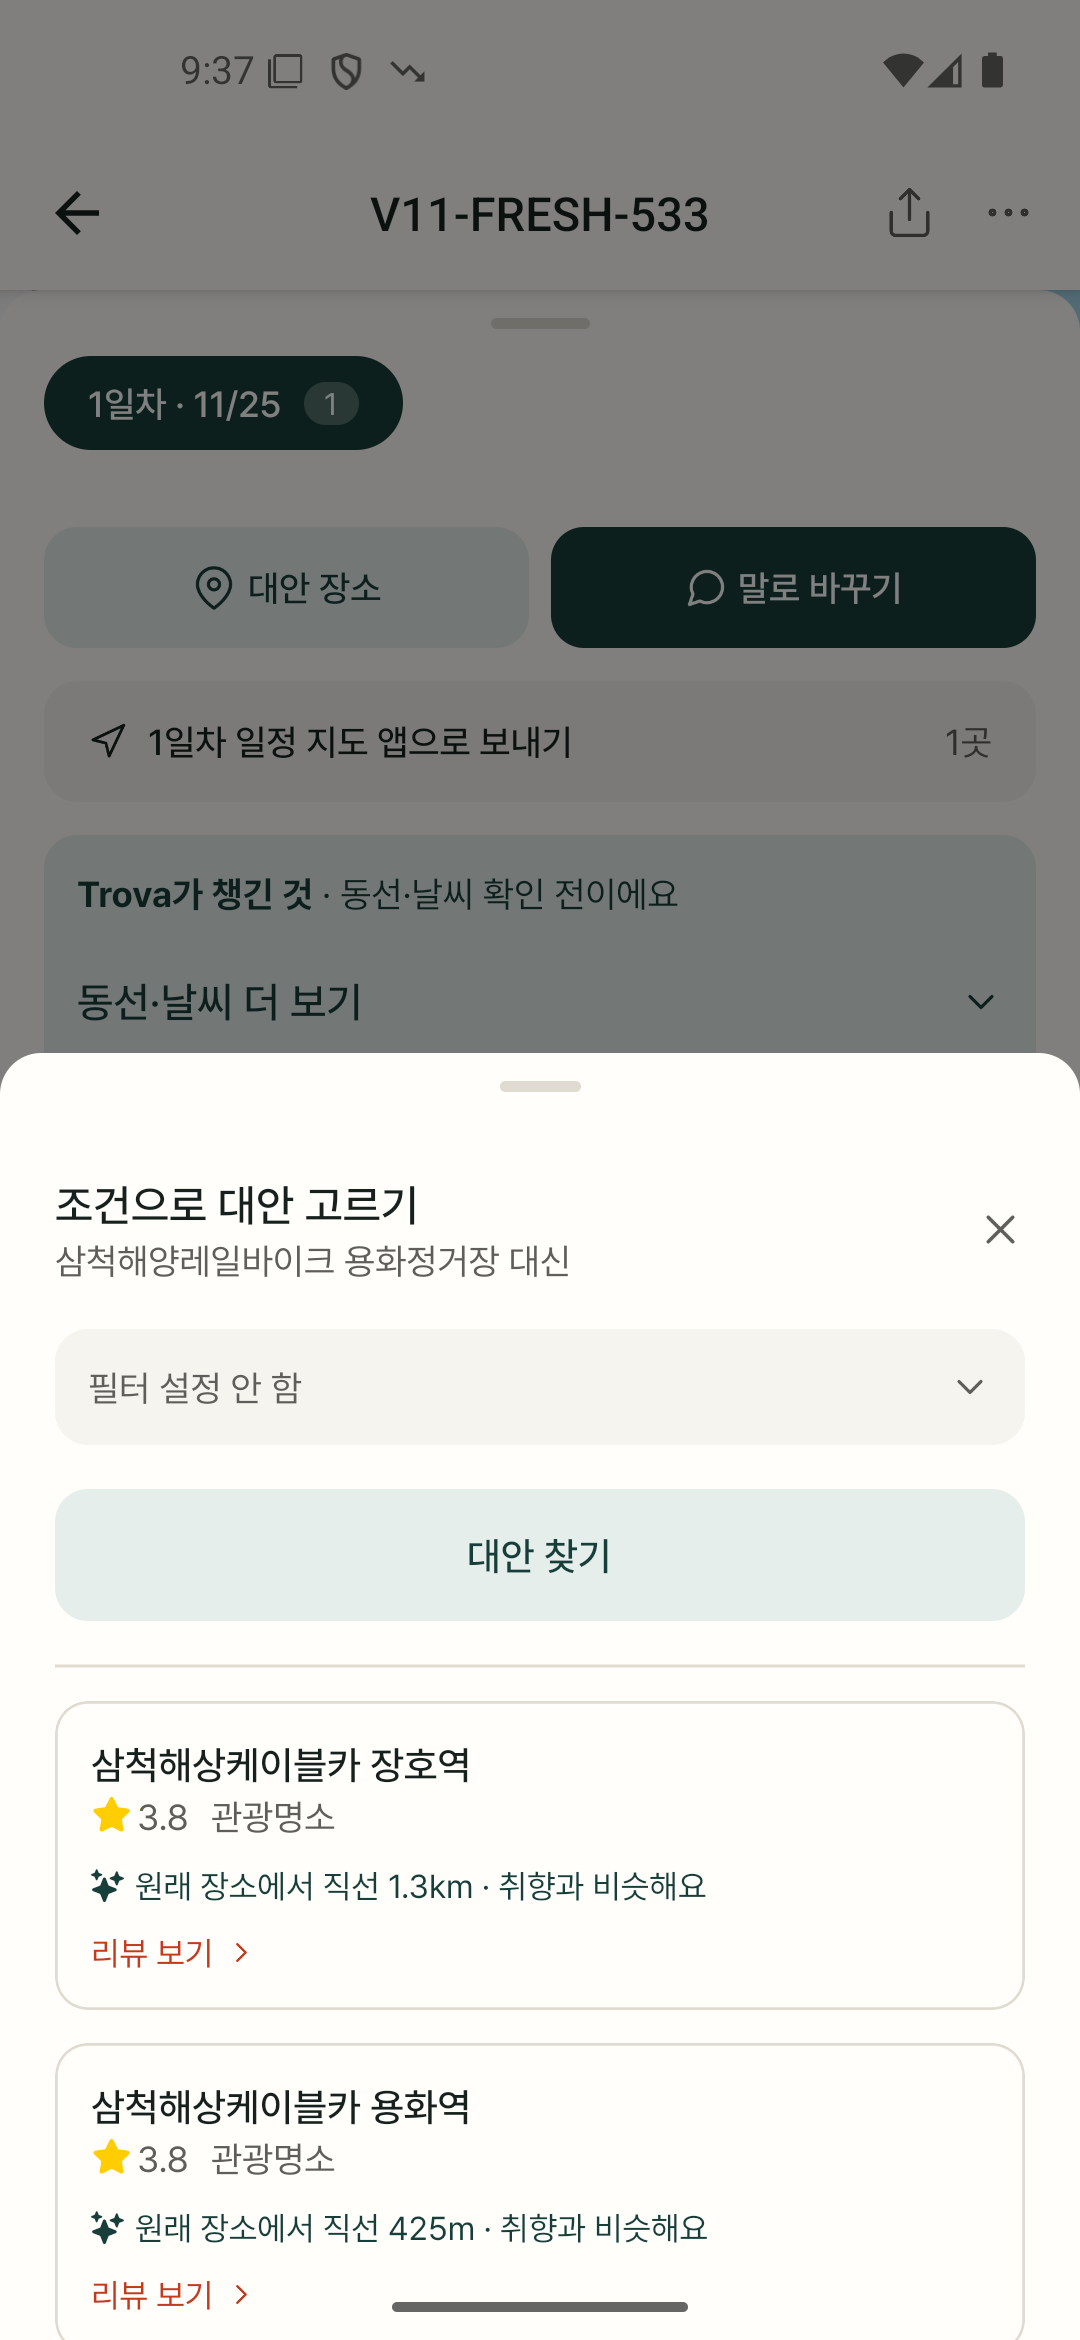 9:37
V11-FRESH-533
1일차 · 11/25 1
대안 장소
말로 바꾸기
1일차 일정 지도 앱으로 보내기 1곳
Trova가 챙긴 것 · 동선·날씨 확인 전이에요
동선·날씨 더 보기
조건으로 대안 고르기
삼척해양레일바이크 용화정거장 대신
필터 설정 안 함
대안 찾기
삼척해상케이블카 장호역
3.8 관광명소
원래 장소에서 직선 1.3km · 취향과 비슷해요
리뷰 보기
삼척해상케이블카 용화역
3.8 관광명소
원래 장소에서 직선 425m · 취향과 비슷해요
리뷰 보기